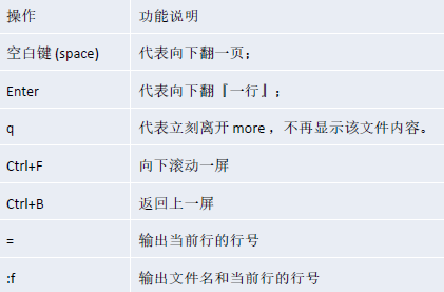 操作 功能说明
空白键 (space) 代表向下翻一页；
Enter 代表向下翻『一行』；
q 代表立刻离开 more ，不再显示该文件内容。
Ctrl+F 向下滚动一屏
Ctrl+B 返回上一屏
= 输出当前行的行号
:f 输出文件名和当前行的行号